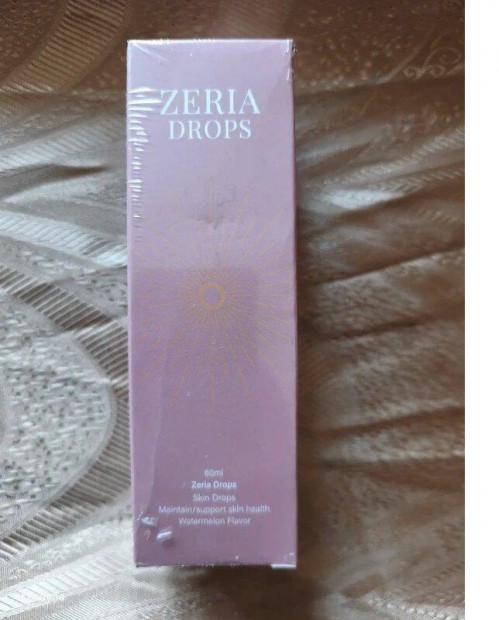 ZERIA
DROPS
60ml
Zeria Drops
Skin Drops
Maintain/support skin health
Watermelon Flavor